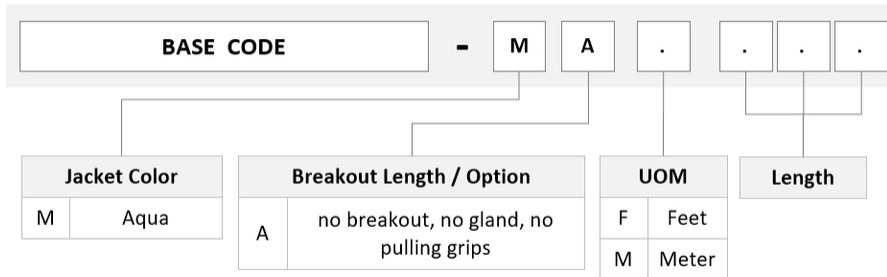 BASE CODE - M A . . . .
Jacket Color
M Aqua
Breakout Length / Option
A no breakout, no gland, no
pulling grips
UOM
F Feet
M Meter
Length